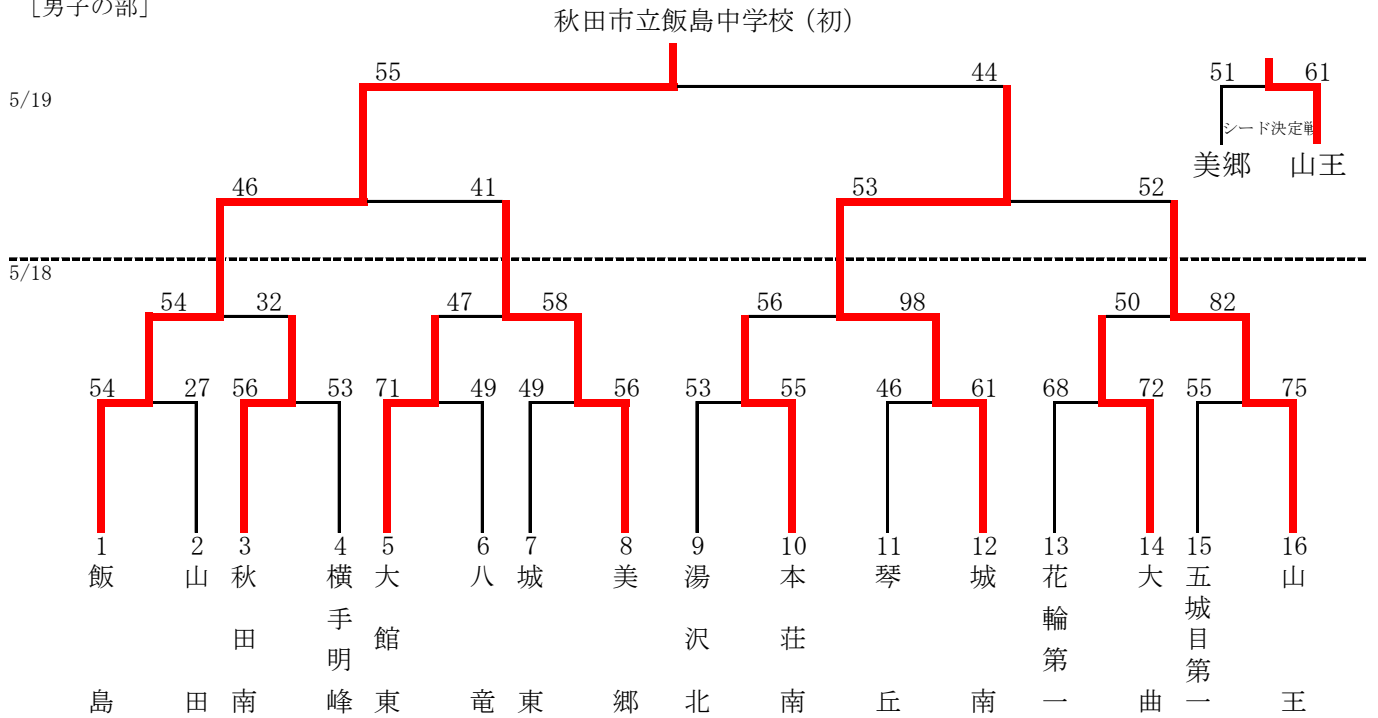 [男子の部]
秋田市立飯島中学校(初)
55 44 51 61
5/19
シード決定戦
美郷 山王
46 41 53 52
5/18
54 32 47 58 56 98 50 82
54 27 56 53 71 49 49 56 53 55 46 61 68 72 55 75
1 2 3 4 5 6 7 8 9 10 11 12 13 14 15 16
飯島
山田
秋田南
横手明峰
大館東
八竜
城東
美郷
湯沢北
本荘南
琴丘
城南
花輪第一
大曲
五城目第一
山王